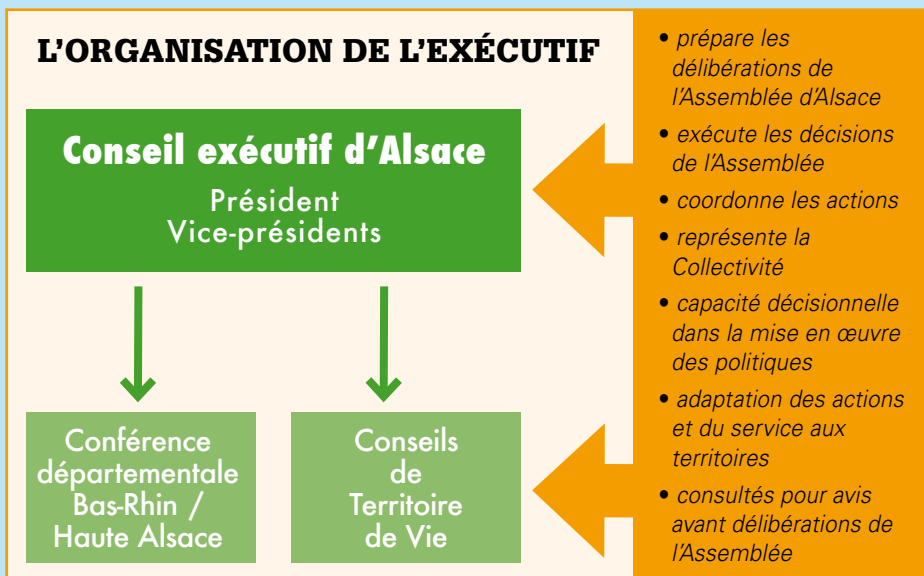 L'ORGANISATION DE L'EXÉCUTIF
Conseil exécutif d'Alsace
Président
Vice-présidents
Conférence
départementale
Bas-Rhin /
Haute Alsace
Conseils
de
Territoire
de Vie
• prépare les
délibérations de
l'Assemblée d'Alsace
• exécute les décisions
de l'Assemblée
• coordonne les actions
• représente la
Collectivité
• capacité décisionnelle
dans la mise en œuvre
des politiques
• adaptation des actions
et du service aux
territoires
• consultés pour avis
avant délibérations de
l'Assemblée